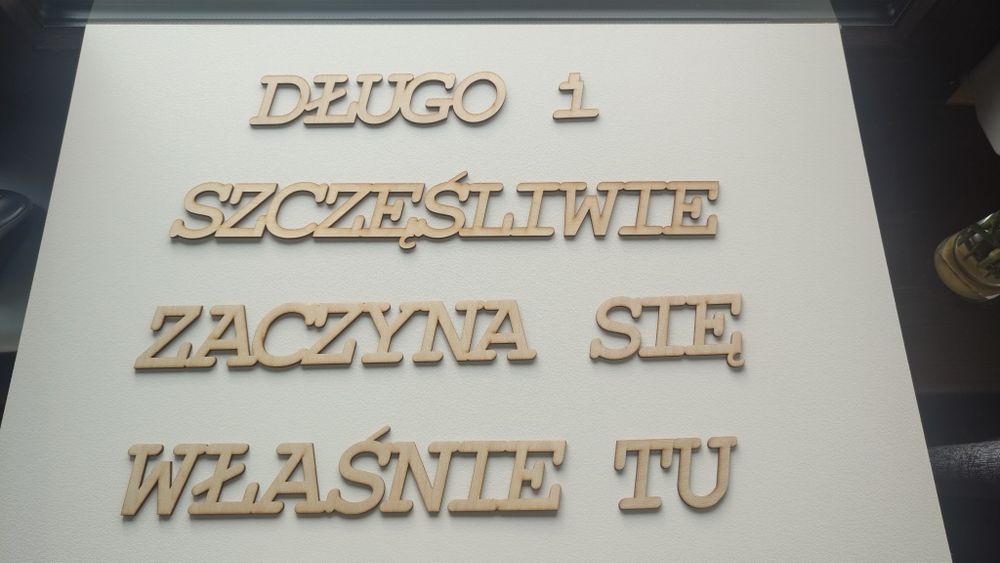 DŁUGO i
SZCZĘŚLIWIE
ZACZYNA SIĘ
WŁAŚNIE TU